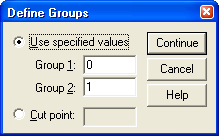 Define Groups
Use specified values
Continue
Group 1: 0
Cancel
Group 2: 1
Help
Cut point: